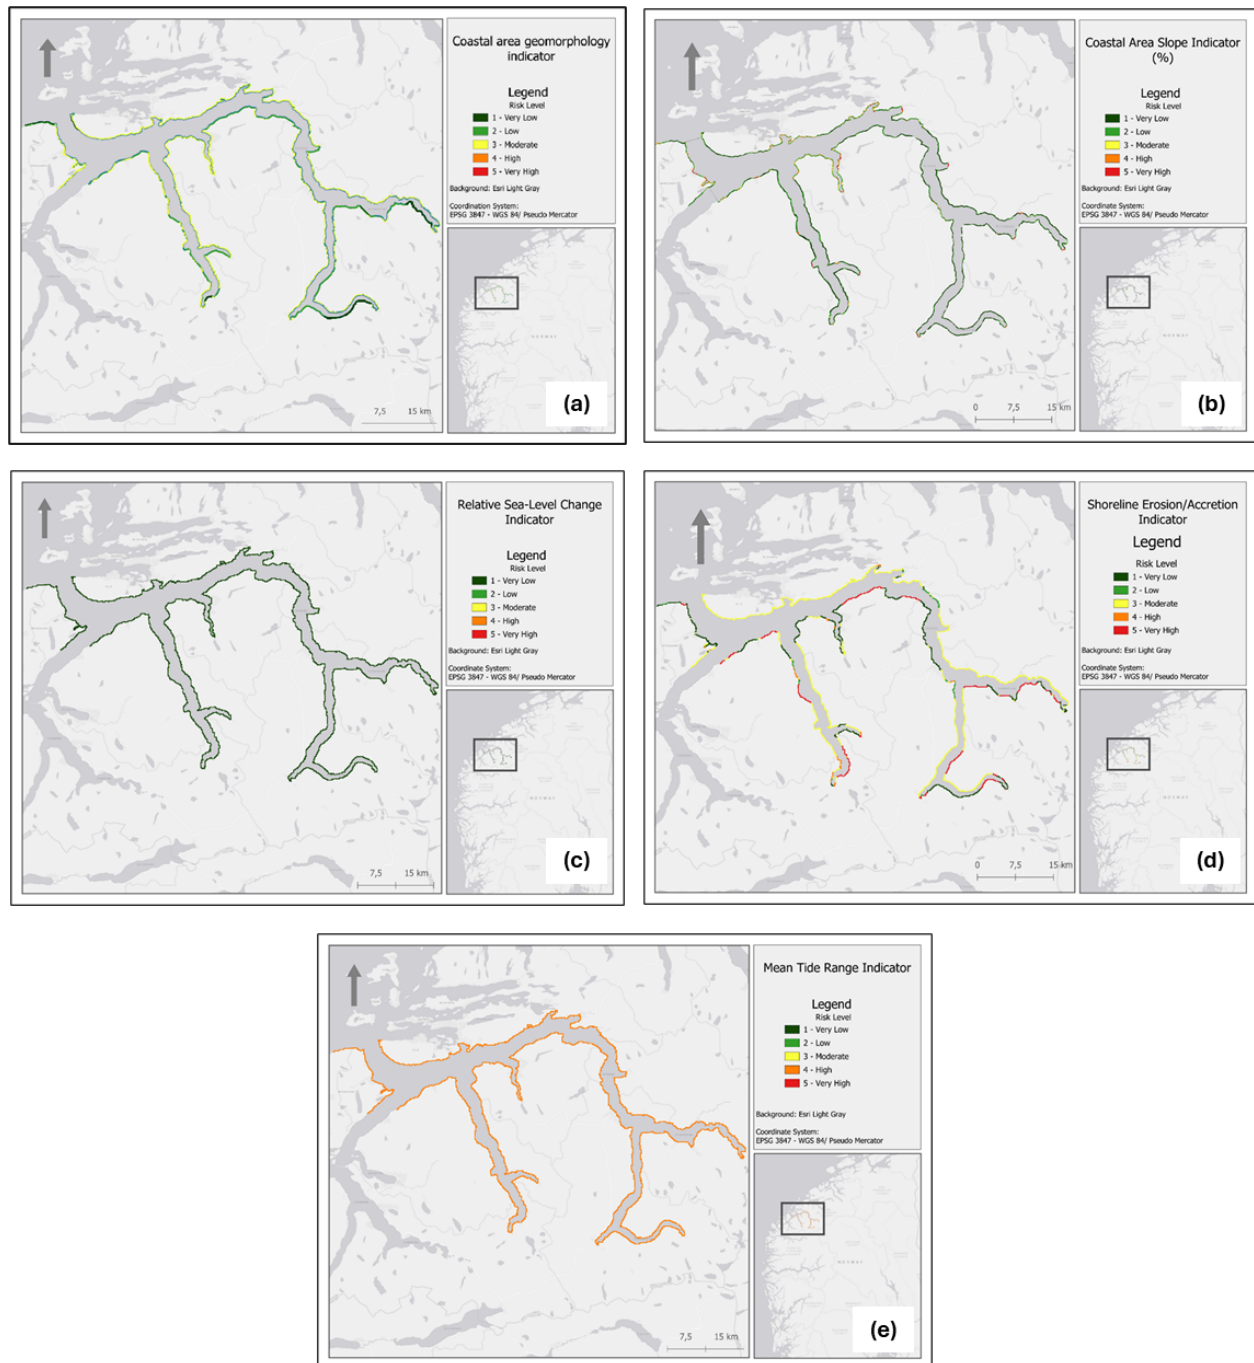 Coastal area geomorphology
indicator
Legend
Risk Level
1 - Very Low
2 - Low
3 - Moderate
4 - High
5 - Very High
Background: Esri Light Gray
Coordination System:
EPSG 3847 - WGS 84/ Pseudo Mercator
NORWAY
7,5 15 km
(a)
Coastal Area Slope Indicator
(%)
Legend
Risk Level
1 - Very Low
2 - Low
3 - Moderate
4 - High
5 - Very High
Background: Esri Light Gray
Coordinate System:
EPSG 3847 - WGS 84/ Pseudo Mercator
NORWAY
0 7,5 15 km
(b)
Relative Sea-Level Change
Indicator
Legend
Risk Level
1 - Very Low
2 - Low
3 - Moderate
4 - High
5 - Very High
Background: Esri Light Gray
Coordinate System:
EPSG 3847 - WGS 84/ Pseudo Mercator
NORWAY
7,5 15 km
(c)
Shoreline Erosion/Accretion
Indicator
Legend
Risk Level
1 - Very Low
2 - Low
3 - Moderate
4 - High
5 - Very High
Background: Esri Light Gray
Coordinate System:
EPSG 3847 - WGS 84/ Pseudo Mercator
NORWAY
0 7,5 15 km
(d)
Mean Tide Range Indicator
Legend
Risk Level
1 - Very Low
2 - Low
3 - Moderate
4 - High
5 - Very High
Background: Esri Light Gray
Coordinate System:
EPSG 3847 - WGS 84/ Pseudo Mercator
NORWAY
7,5 15 km
(e)